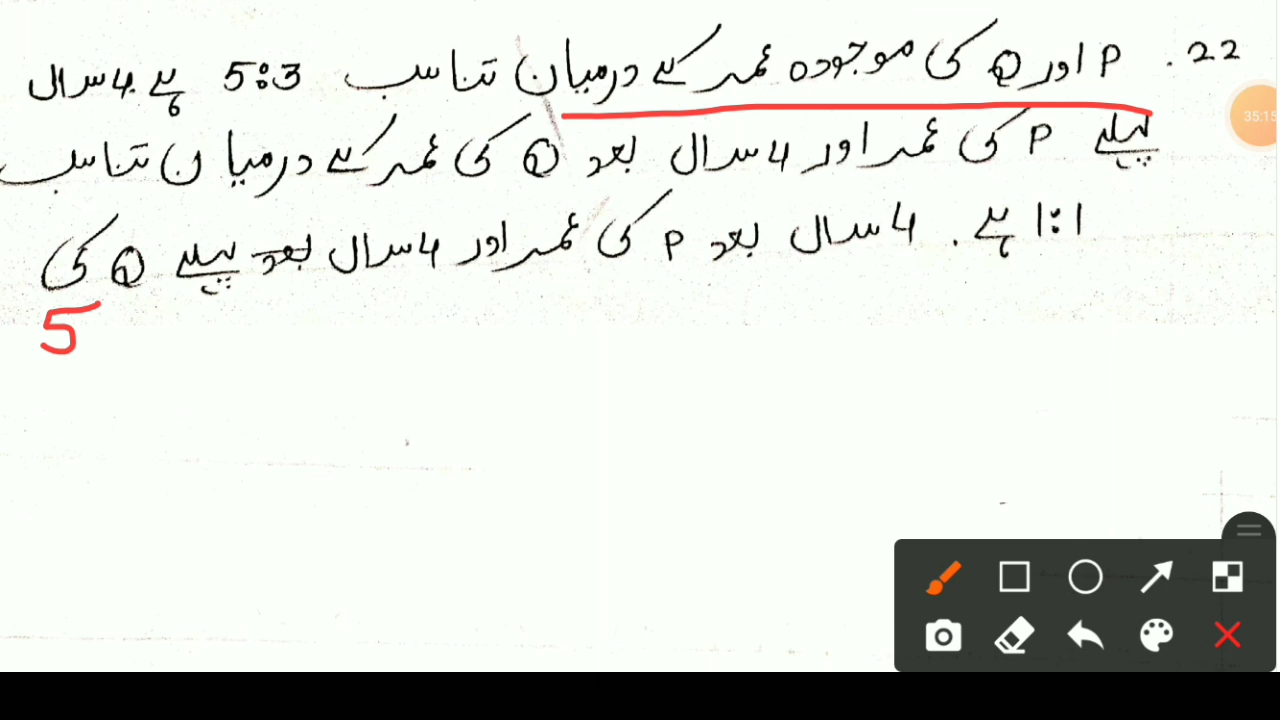 22. P اور Q کی موجودہ عمر کے درمیان تناسب 5:3 ہے 4 سال
پہلے P کی عمر اور 4 سال بعد Q کی عمر کے درمیان تناسب
1:1 ہے. 4 سال بعد P کی عمر اور 4 سال بعد پہلے Q کی
5
35:15